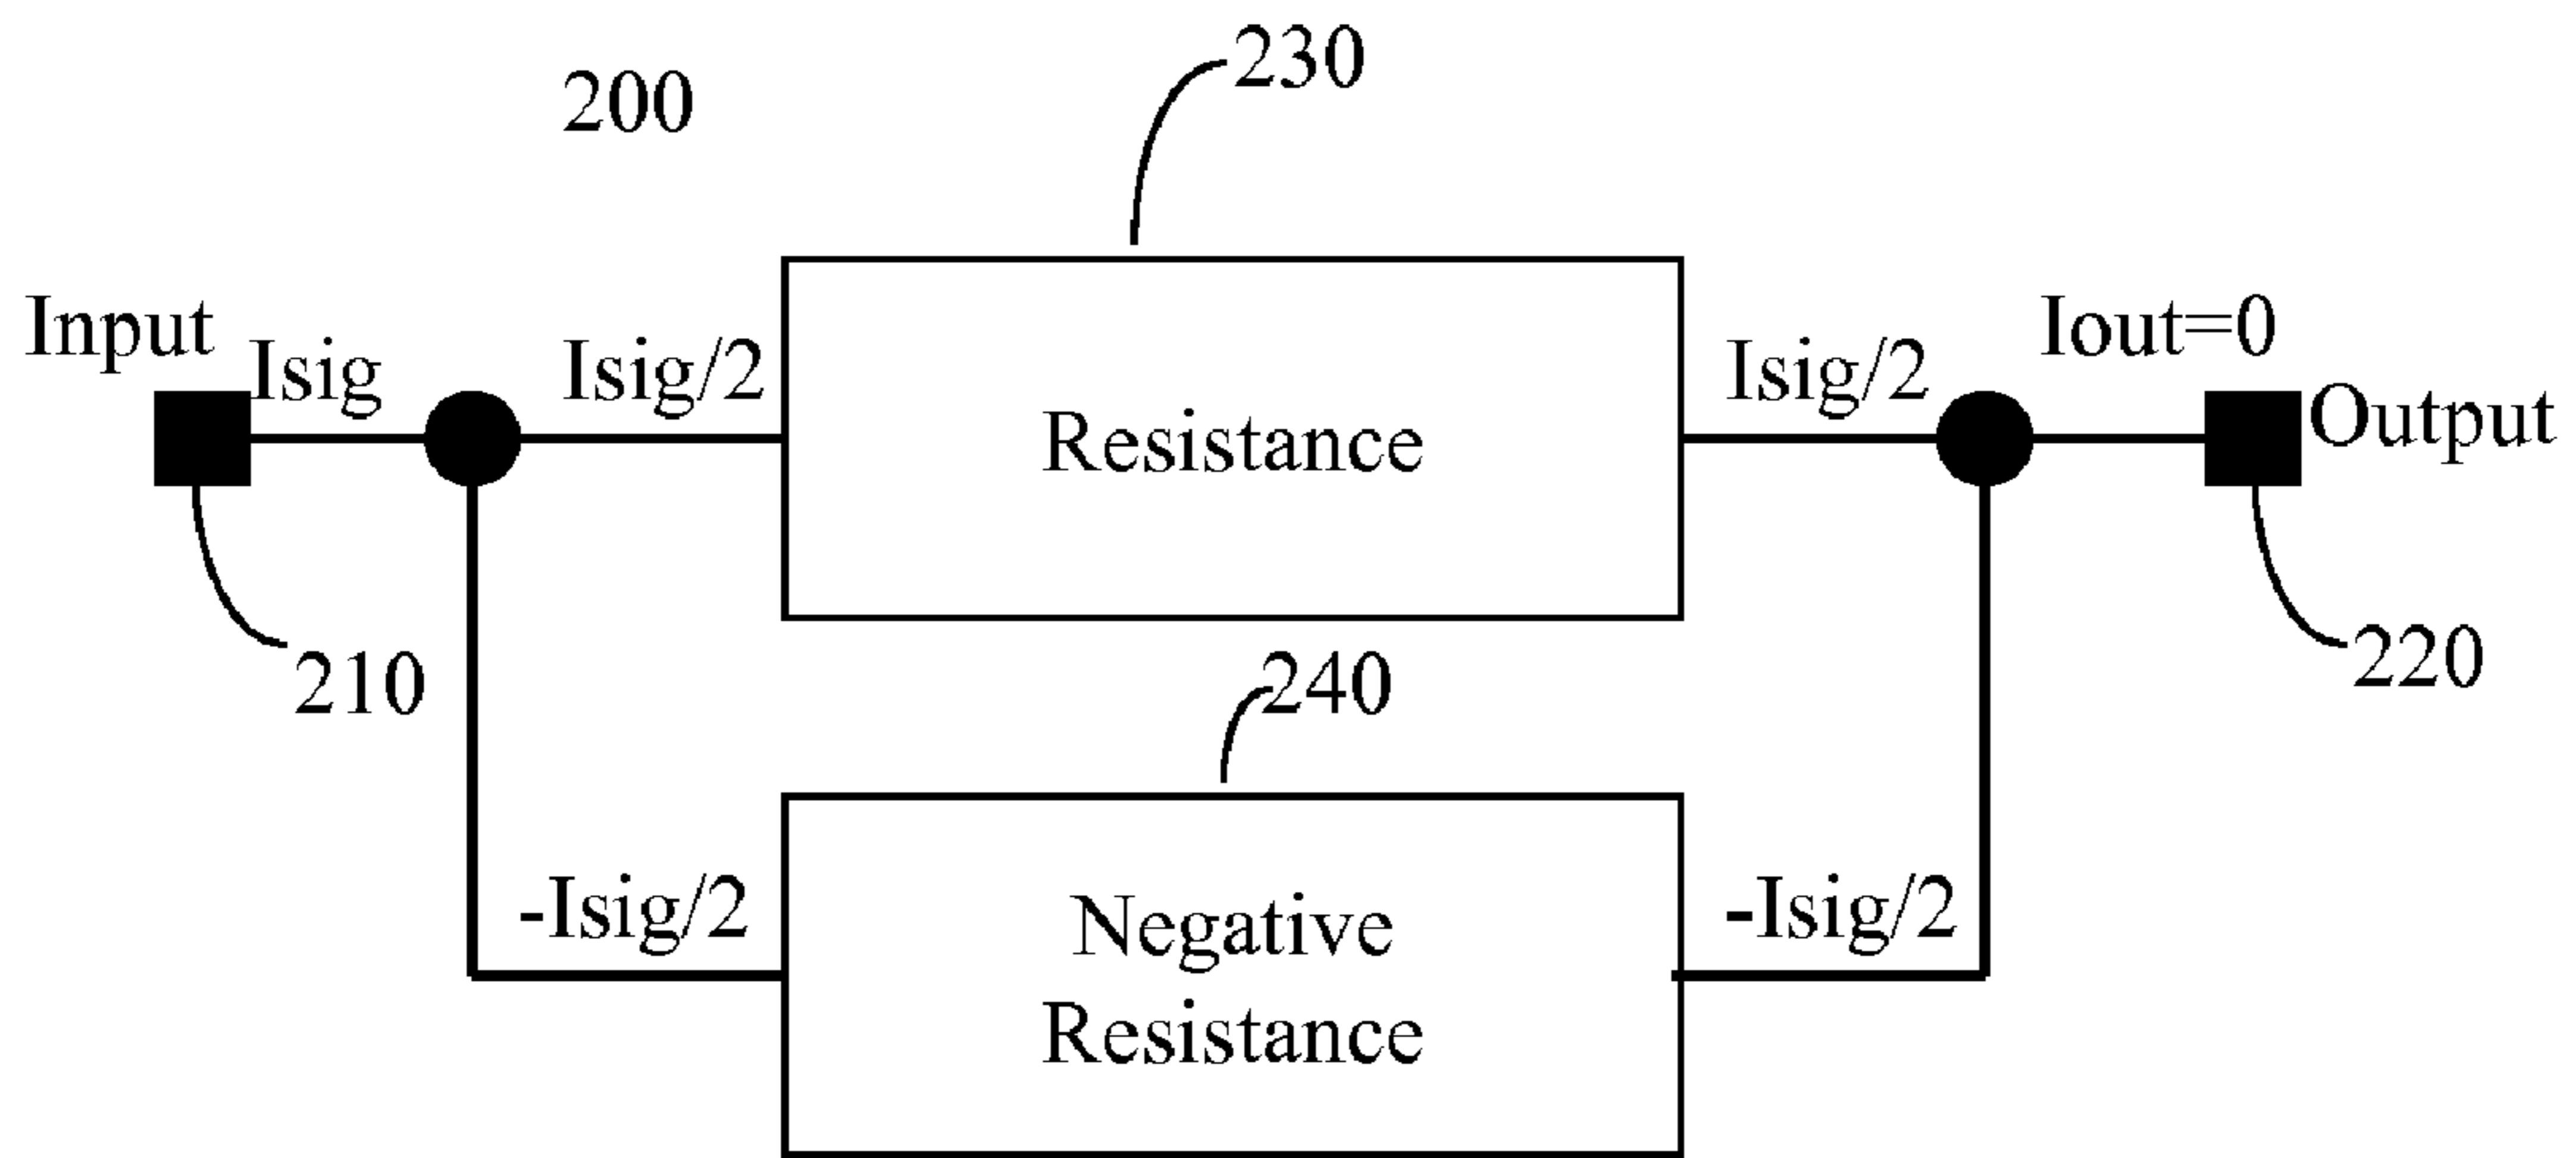 200
230
Input
Isig
Isig/2
Resistance
Isig/2
Iout=0
Output
210
240
220
-Isig/2
Negative
Resistance
-Isig/2